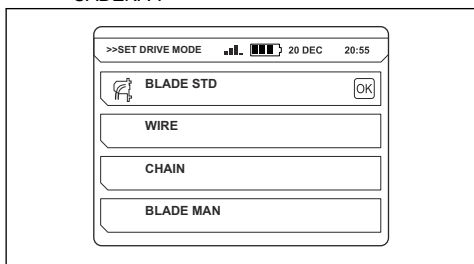 >>SET DRIVE MODE 20 DEC 20:55
BLADE STD OK
WIRE
CHAIN
BLADE MAN